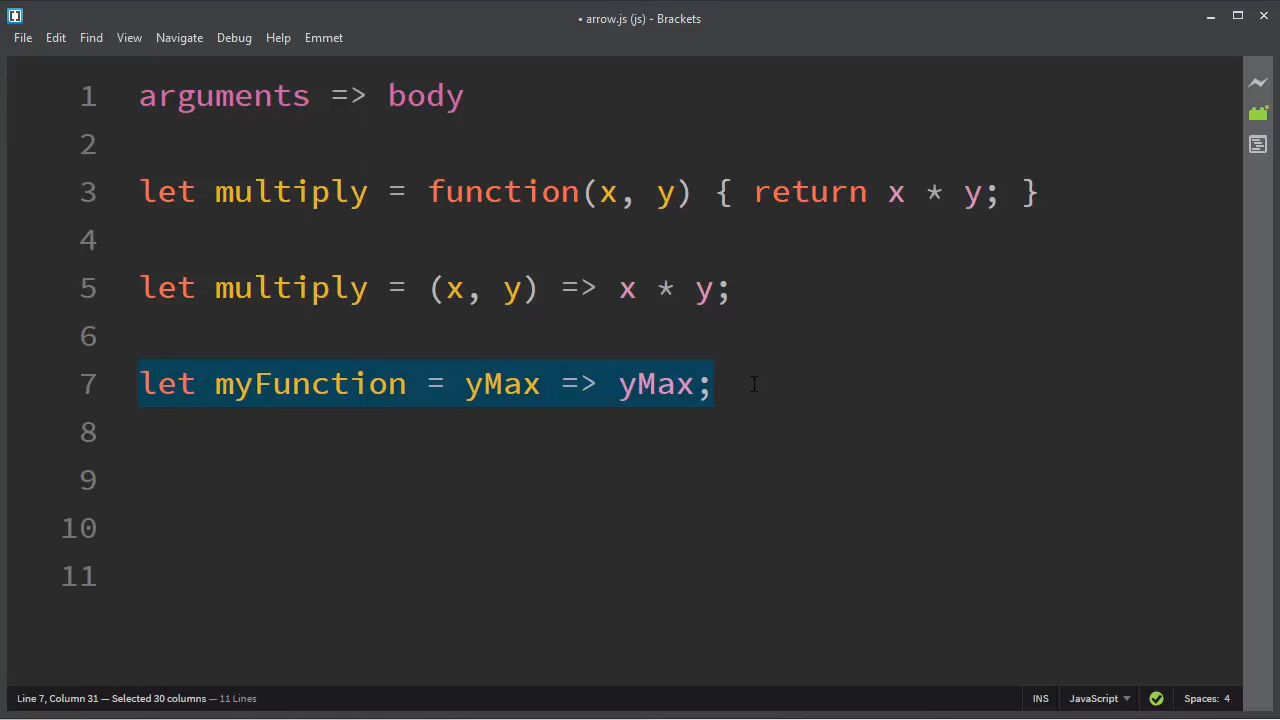 • arrow.js (js) - Brackets
File Edit Find View Navigate Debug Help Emmet
1 arguments => body
2
3 let multiply = function(x, y) { return x * y; }
4
5 let multiply = (x, y) => x * y;
6
7 let myFunction = yMax => yMax;
8
9
10
11
Line 7, Column 31 — Selected 30 columns — 11 Lines INS JavaScript Spaces: 4